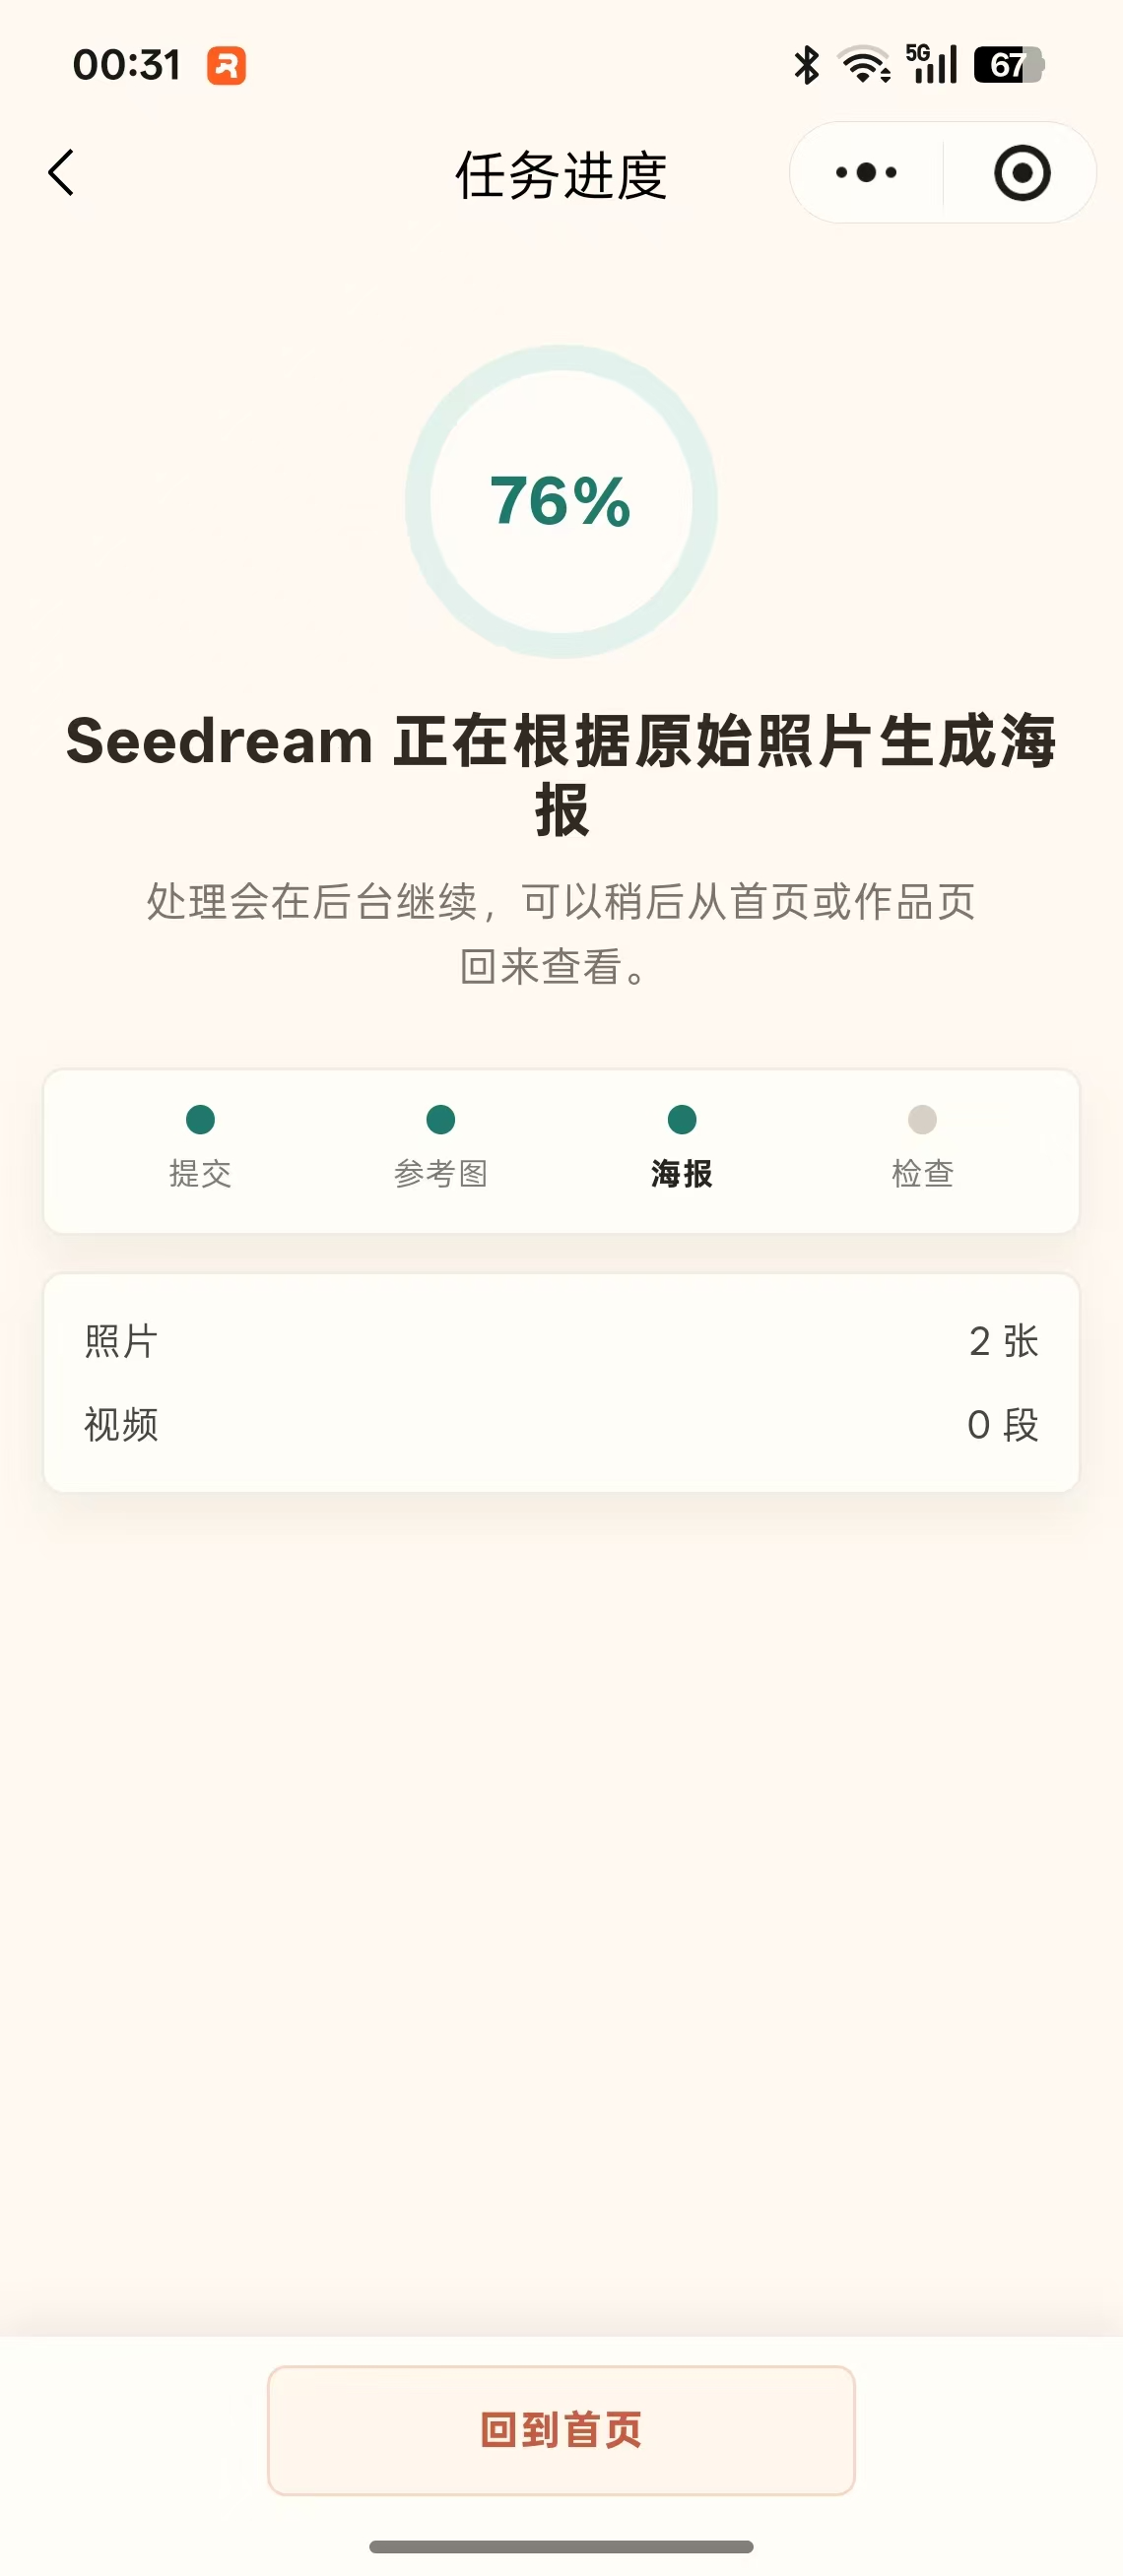 00:31
5G
67
任务进度
76%
Seedream 正在根据原始照片生成海
报
处理会在后台继续，可以稍后从首页或作品页
回来查看。
提交
参考图
海报
检查
照片
2 张
视频
0 段
回到首页